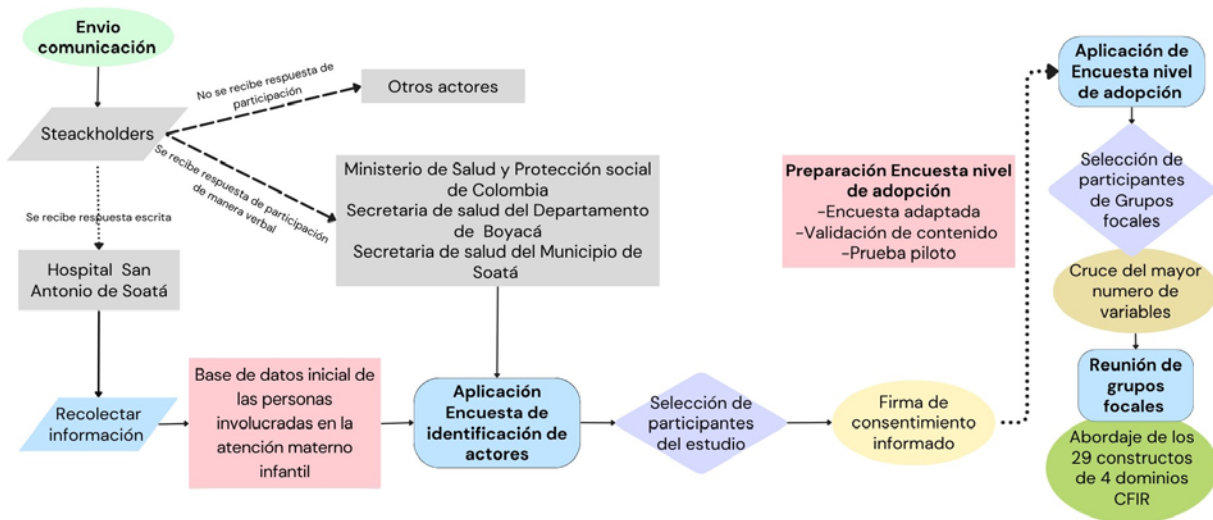 Envio
comunicación
Steackholders
No se recibe respuesta de
participación
Otros actores
Se recibe respuesta de participación
de manera verbal
Ministerio de Salud y Protección social
de Colombia
Secretaria de salud del Departamento
de Boyacá
Secretaria de salud del Municipio de
Soatá
Se recibe respuesta escrita
Hospital San
Antonio de Soatá
Recolectar
información
Base de datos inicial de
las personas
involucradas en la
atención materno
infantil
Aplicación
Encuesta de
identificación de
actores
Selección de
participantes
del estudio
Firma de
consentimiento
informado
Preparación Encuesta nivel
de adopción
-Encuesta adaptada
-Validación de contenido
-Prueba piloto
Aplicación de
Encuesta nivel
de adopción
Selección de
participantes
de Grupos
focales
Cruce del mayor
numero de
variables
Reunión de
grupos
focales
Abordaje de los
29 constructos
de 4 dominios
CFIR